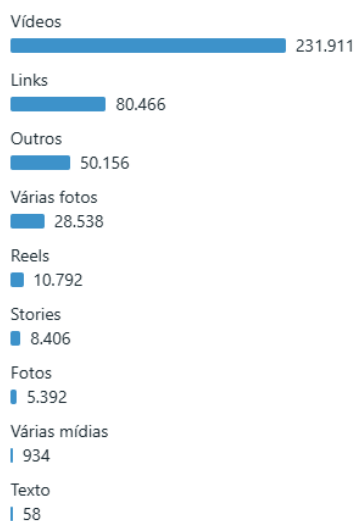 Vídeos
231.911
Links
80.466
Outros
50.156
Várias fotos
28.538
Reels
10.792
Stories
8.406
Fotos
5.392
Várias mídias
934
Texto
58